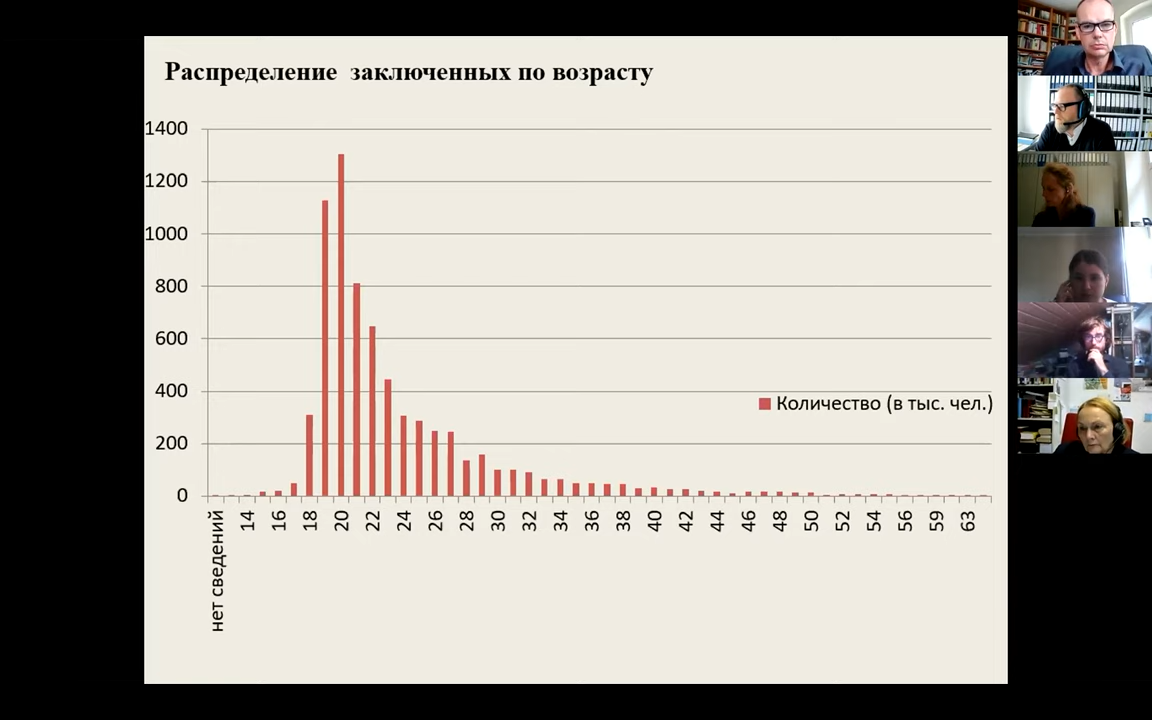 Распределение заключенных по возрасту
1400
1200
1000
800
600
400
200
0
Количество (в тыс. чел.)
нет сведений 14 16 18 20 22 24 26 28 30 32 34 36 38 40 42 44 46 48 50 52 54 56 59 63